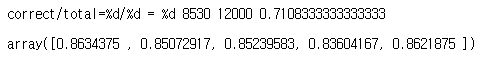 correct/total=%d/%d = %d 8530 12000 0.7108333333333333
array([0.8634375 , 0.85072917, 0.85239583, 0.83604167, 0.8621875 ])